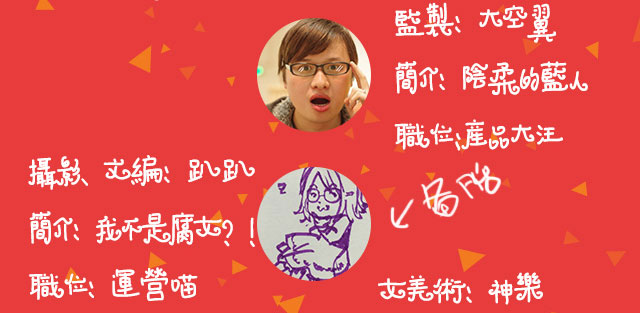 監製：大空翼
簡介：陰柔的藍人
職位：產品大汪
攝影、文編：趴趴
簡介：我不是腐女？！
職位：運營喵
女美術：神樂